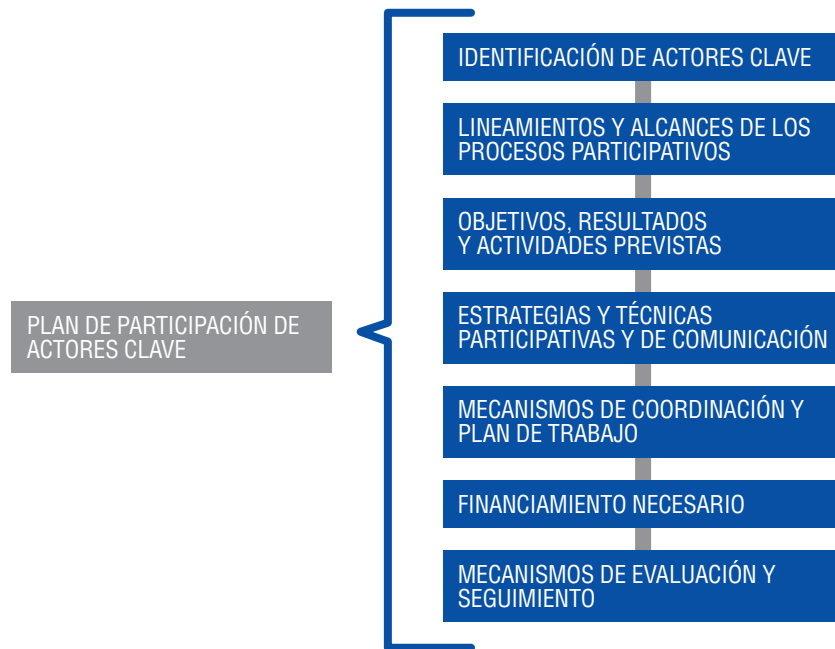 PLAN DE PARTICIPACIÓN DE
ACTORES CLAVE
IDENTIFICACIÓN DE ACTORES CLAVE
LINEAMIENTOS Y ALCANCES DE LOS
PROCESOS PARTICIPATIVOS
OBJETIVOS, RESULTADOS
Y ACTIVIDADES PREVISTAS
ESTRATEGIAS Y TÉCNICAS
PARTICIPATIVAS Y DE COMUNICACIÓN
MECANISMOS DE COORDINACIÓN Y
PLAN DE TRABAJO
FINANCIAMIENTO NECESARIO
MECANISMOS DE EVALUACIÓN Y
SEGUIMIENTO